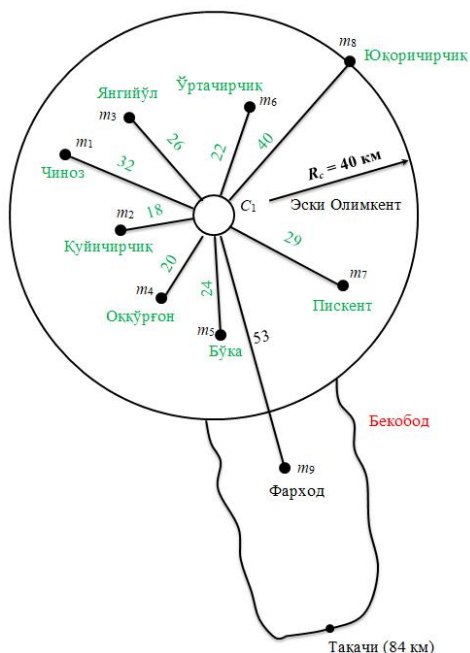 m8
Юқоричирчиқ
Ўртачирчиқ
Янгийўл
m6
m3
m1
26
22
40
Rc = 40 км
32
Чиноз
C1
Эски Олимкент
m2
18
29
Қуйичирчиқ
20
m7
24
m4
Пискент
Оққўрғон
m5
53
Бўка
Бекобод
m9
Фарход
Такачи (84 км)